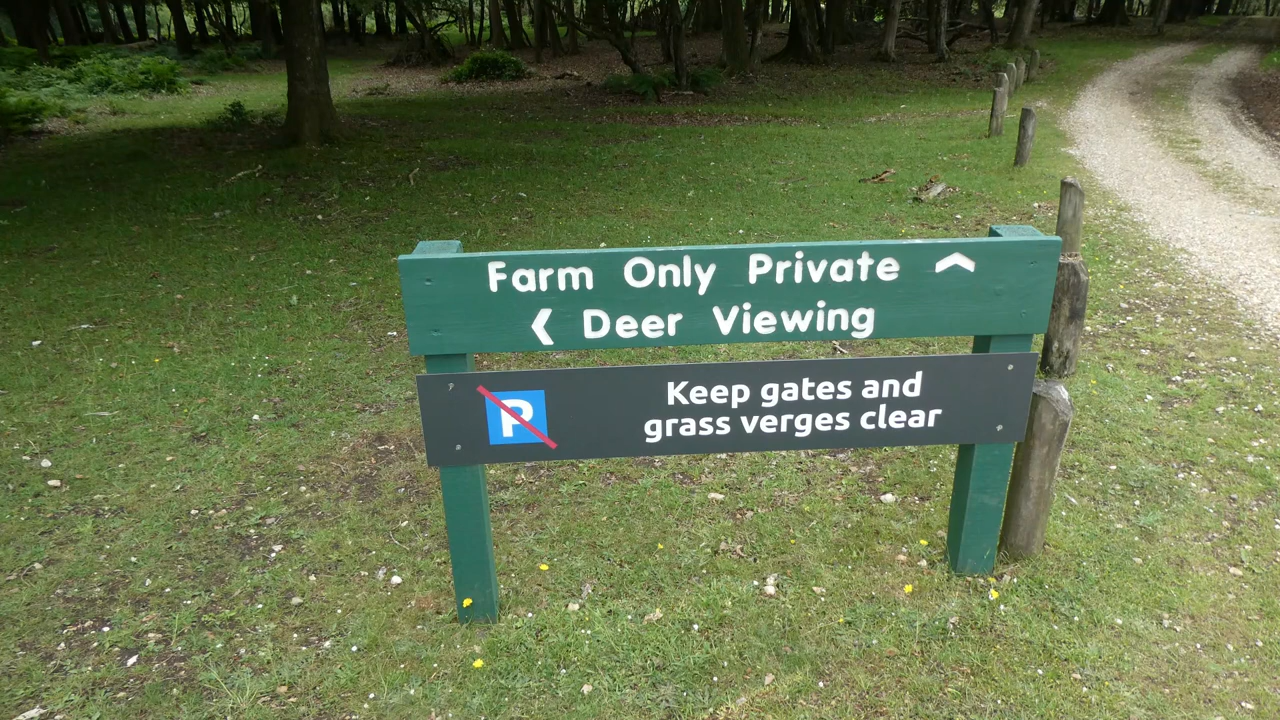 Farm Only Private ^
< Deer Viewing
P
Keep gates and
grass verges clear